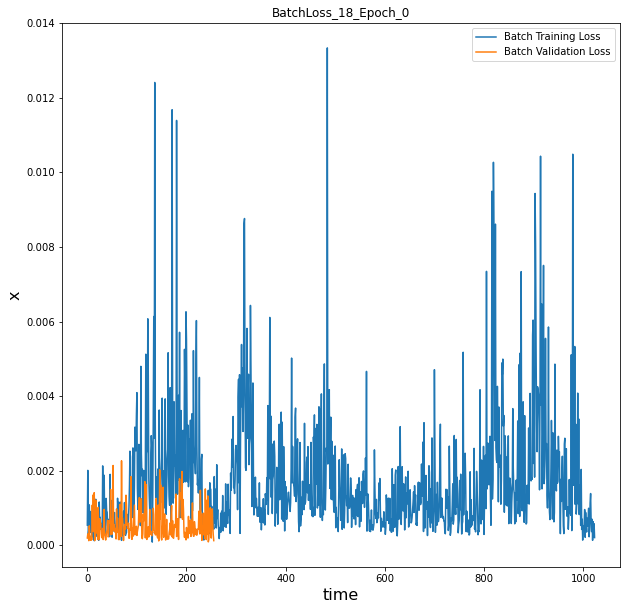 BatchLoss_18_Epoch_0
Batch Training Loss
Batch Validation Loss
0.014
0.012
0.010
0.008
0.006
0.004
0.002
0.000
x
0 200 400 600 800 1000
time